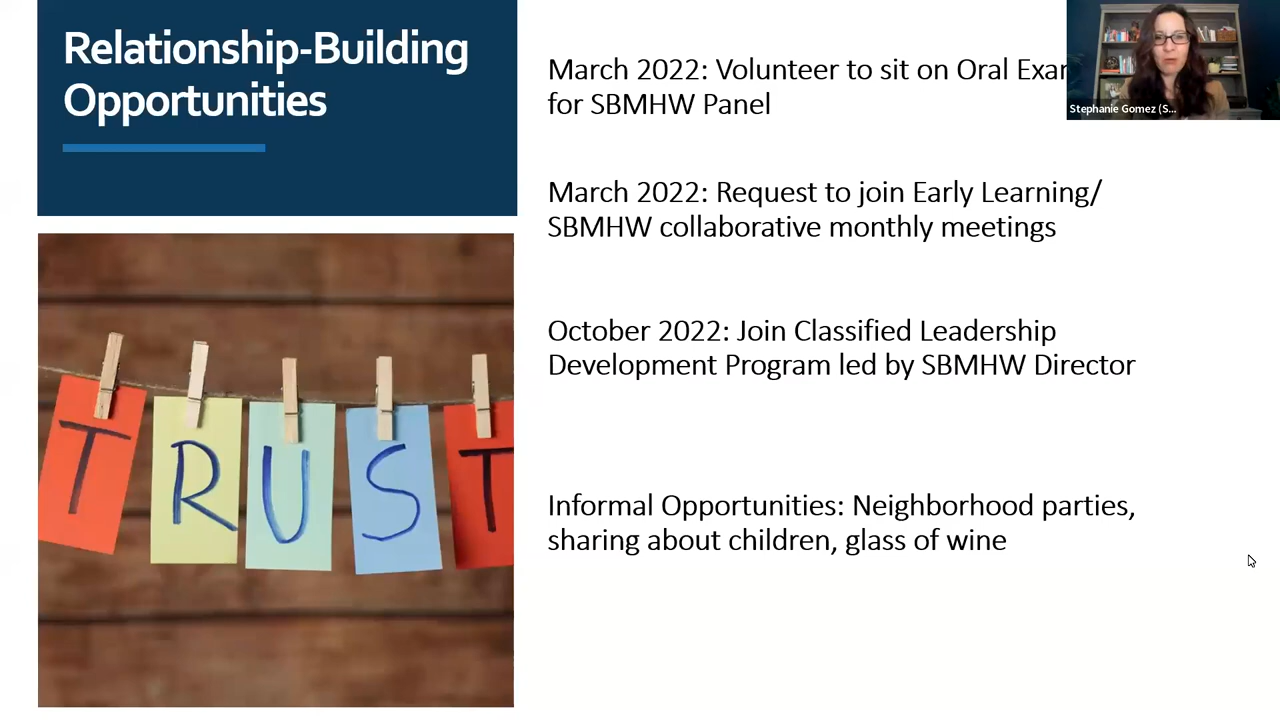 Relationship-Building
Opportunities
March 2022: Volunteer to sit on Oral
for SBMHW Panel
Stephanie Gomez (S...
March 2022: Request to join Early Learning/
SBMHW collaborative monthly meetings
October 2022: Join Classified Leadership
Development Program led by SBMHW Director
Informal Opportunities: Neighborhood parties,
sharing about children, glass of wine
TRUST